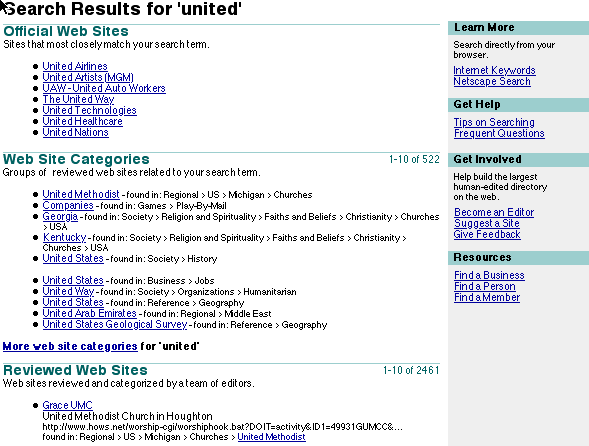 Search Results for 'united'
Official Web Sites
Sites that most closely match your search term.
United Airlines
United Artists (MGM)
UAW - United Auto Workers
The United Way
United Technologies
United Healthcare
United Nations
Web Site Categories 1-10 of 522
Groups of reviewed web sites related to your search term.
United Methodist - found in: Regional > US > Michigan > Churches
Companies - found in: Games > Play-By-Mail
Georgia - found in: Society > Religion and Spirituality > Faiths and Beliefs > Christianity > Churches
> USA
Kentucky - found in: Society > Religion and Spirituality > Faiths and Beliefs > Christianity >
Churches > USA
United States - found in: Society > History
United States - found in: Business > Jobs
United Way - found in: Society > Organizations > Humanitarian
United States - found in: Reference > Geography
United Arab Emirates - found in: Regional > Middle East
United States Geological Survey - found in: Reference > Geography
More web site categories for 'united'
Reviewed Web Sites 1-10 of 2461
Web sites reviewed and categorized by a team of editors.
Grace UMC
United Methodist Church in Houghton
http://www.hows.net/worship-cgi/worshiphook.bat?DOIT=activity&ID1=49931GUMCC&...
found in: Regional > US > Michigan > Churches > United Methodist
Learn More
Search directly from your
browser.
Internet Keywords
Netscape Search
Get Help
Tips on Searching
Frequent Questions
Get Involved
Help build the largest
human-edited directory
on the web.
Become an Editor
Suggest a Site
Give Feedback
Resources
Find a Business
Find a Person
Find a Member